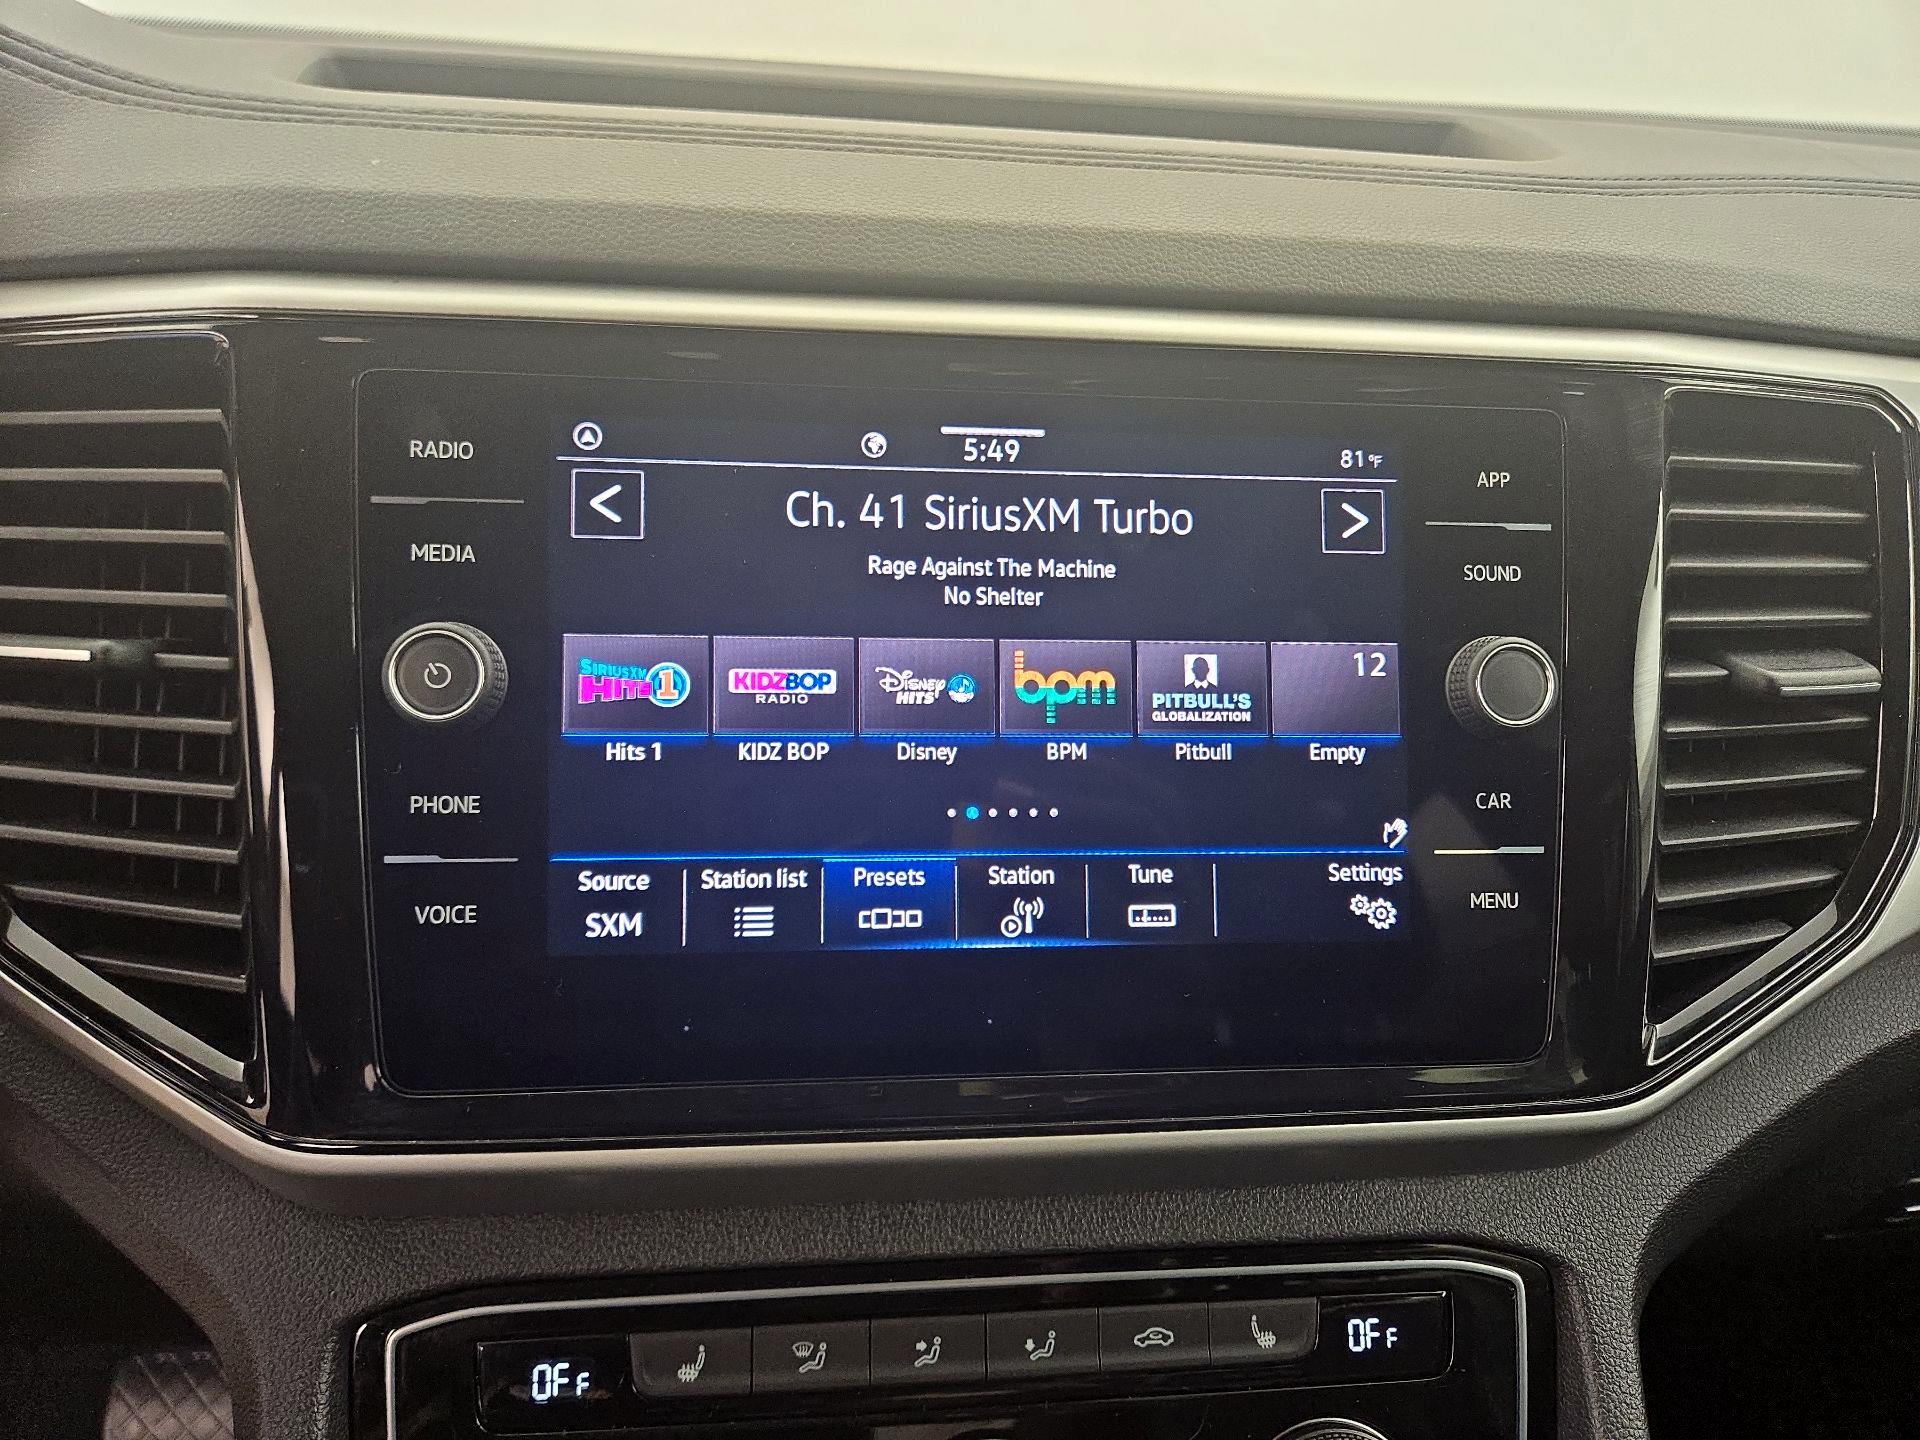 RADIO
MEDIA
PHONE
VOICE
5:49
81°F
<
Ch. 41 SiriusXM Turbo
>
Rage Against The Machine
No Shelter
SIRIUSXM HITS 1
KIDZ BOP RADIO
Disney HITS
bpm
PITBULL'S GLOBALIZATION
12
Hits 1
KIDZ BOP
Disney
BPM
Pitbull
Empty
Source
SXM
Station list
Presets
Station
Tune
Settings
APP
SOUND
CAR
MENU
OFF
OFF